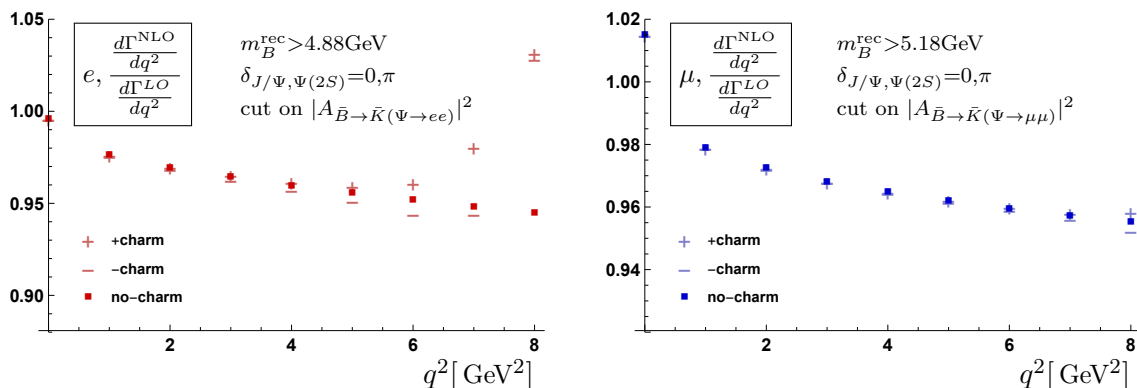 1.05
e, dΓ^NLO/dq² / dΓ^LO/dq²
m_B^rec>4.88GeV
δ_J/Ψ,Ψ(2S)=0,π
cut on |A_B̄→K̄(Ψ→ee)|²
1.00
0.95
0.90
+charm
−charm
no−charm
2 4 6 8
q²[GeV²]
1.02
μ, dΓ^NLO/dq² / dΓ^LO/dq²
m_B^rec>5.18GeV
δ_J/Ψ,Ψ(2S)=0,π
cut on |A_B̄→K̄(Ψ→μμ)|²
1.00
0.98
0.96
0.94
+charm
−charm
no−charm
2 4 6 8
q²[GeV²]